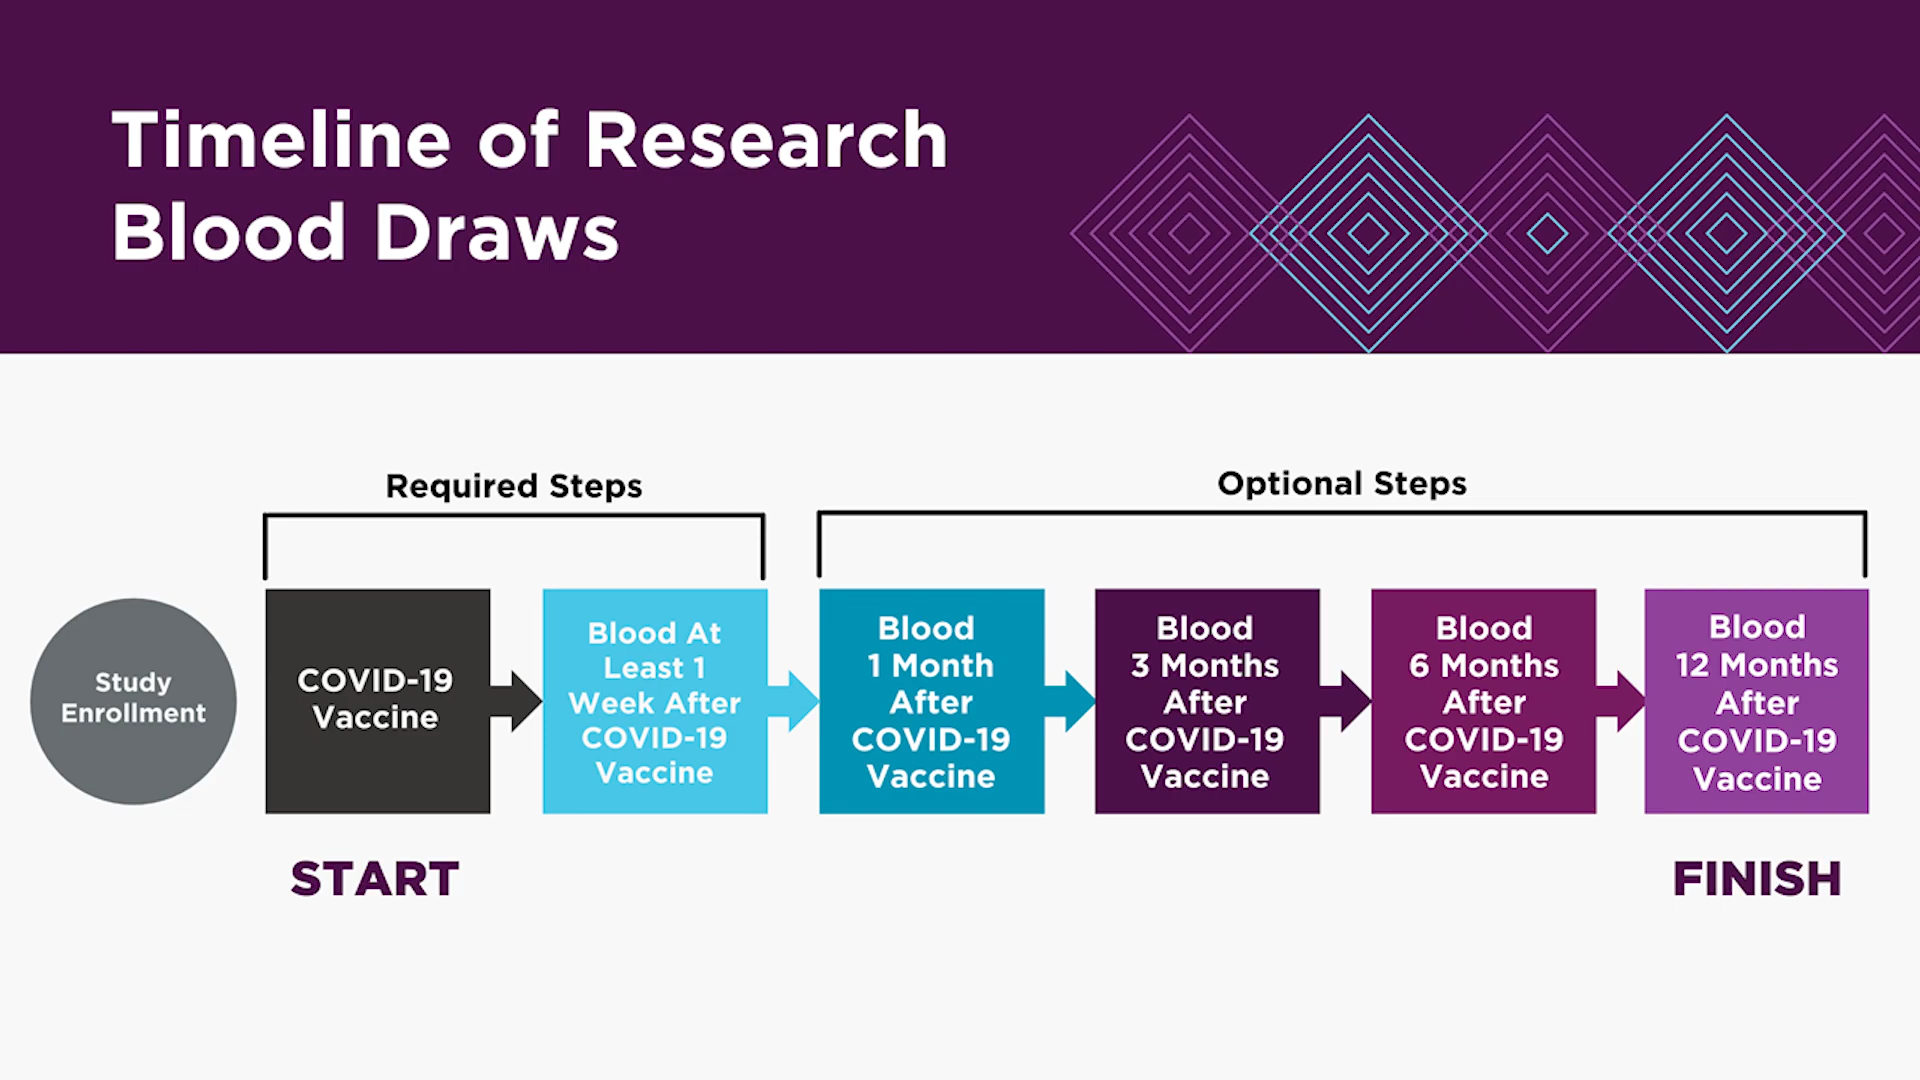 Timeline of Research
Blood Draws
Required Steps
Optional Steps
Study
Enrollment
COVID-19
Vaccine
Blood At
Least 1
Week After
COVID-19
Vaccine
Blood
1 Month
After
COVID-19
Vaccine
Blood
3 Months
After
COVID-19
Vaccine
Blood
6 Months
After
COVID-19
Vaccine
Blood
12 Months
After
COVID-19
Vaccine
START
FINISH